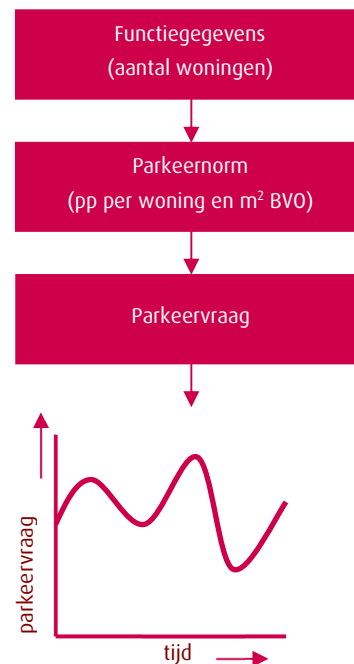 Functiegegevens
(aantal woningen)
Parkeernorm
(pp per woning en m² BVO)
Parkeervraag
parkeervraag
tijd